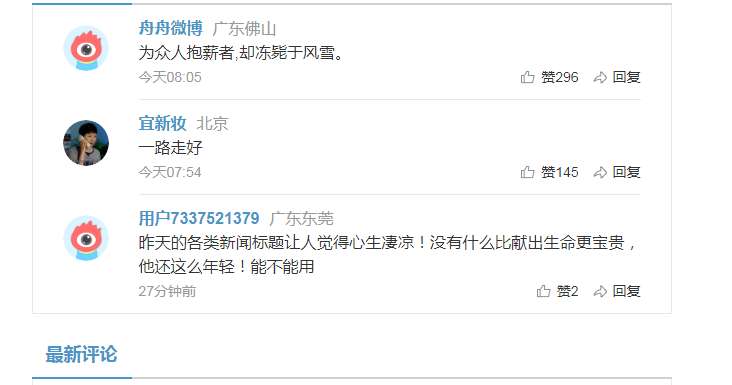 舟舟微博 广东佛山
为众人抱薪者,却冻毙于风雪。
今天08:05 赞296 回复
宜新妆 北京
一路走好
今天07:54 赞145 回复
用户7337521379 广东东莞
昨天的各类新闻标题让人觉得心生凄凉！没有什么比献出生命更宝贵，
他还这么年轻！能不能用
27分钟前 赞2 回复
最新评论